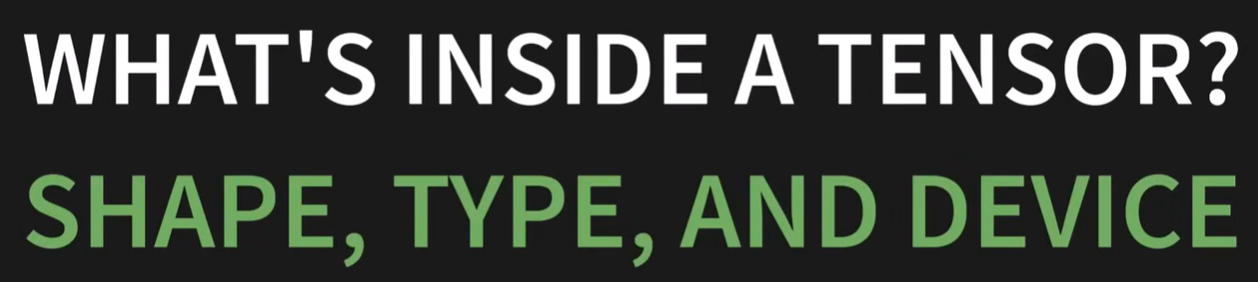 WHAT'S INSIDE A TENSOR?
SHAPE, TYPE, AND DEVICE